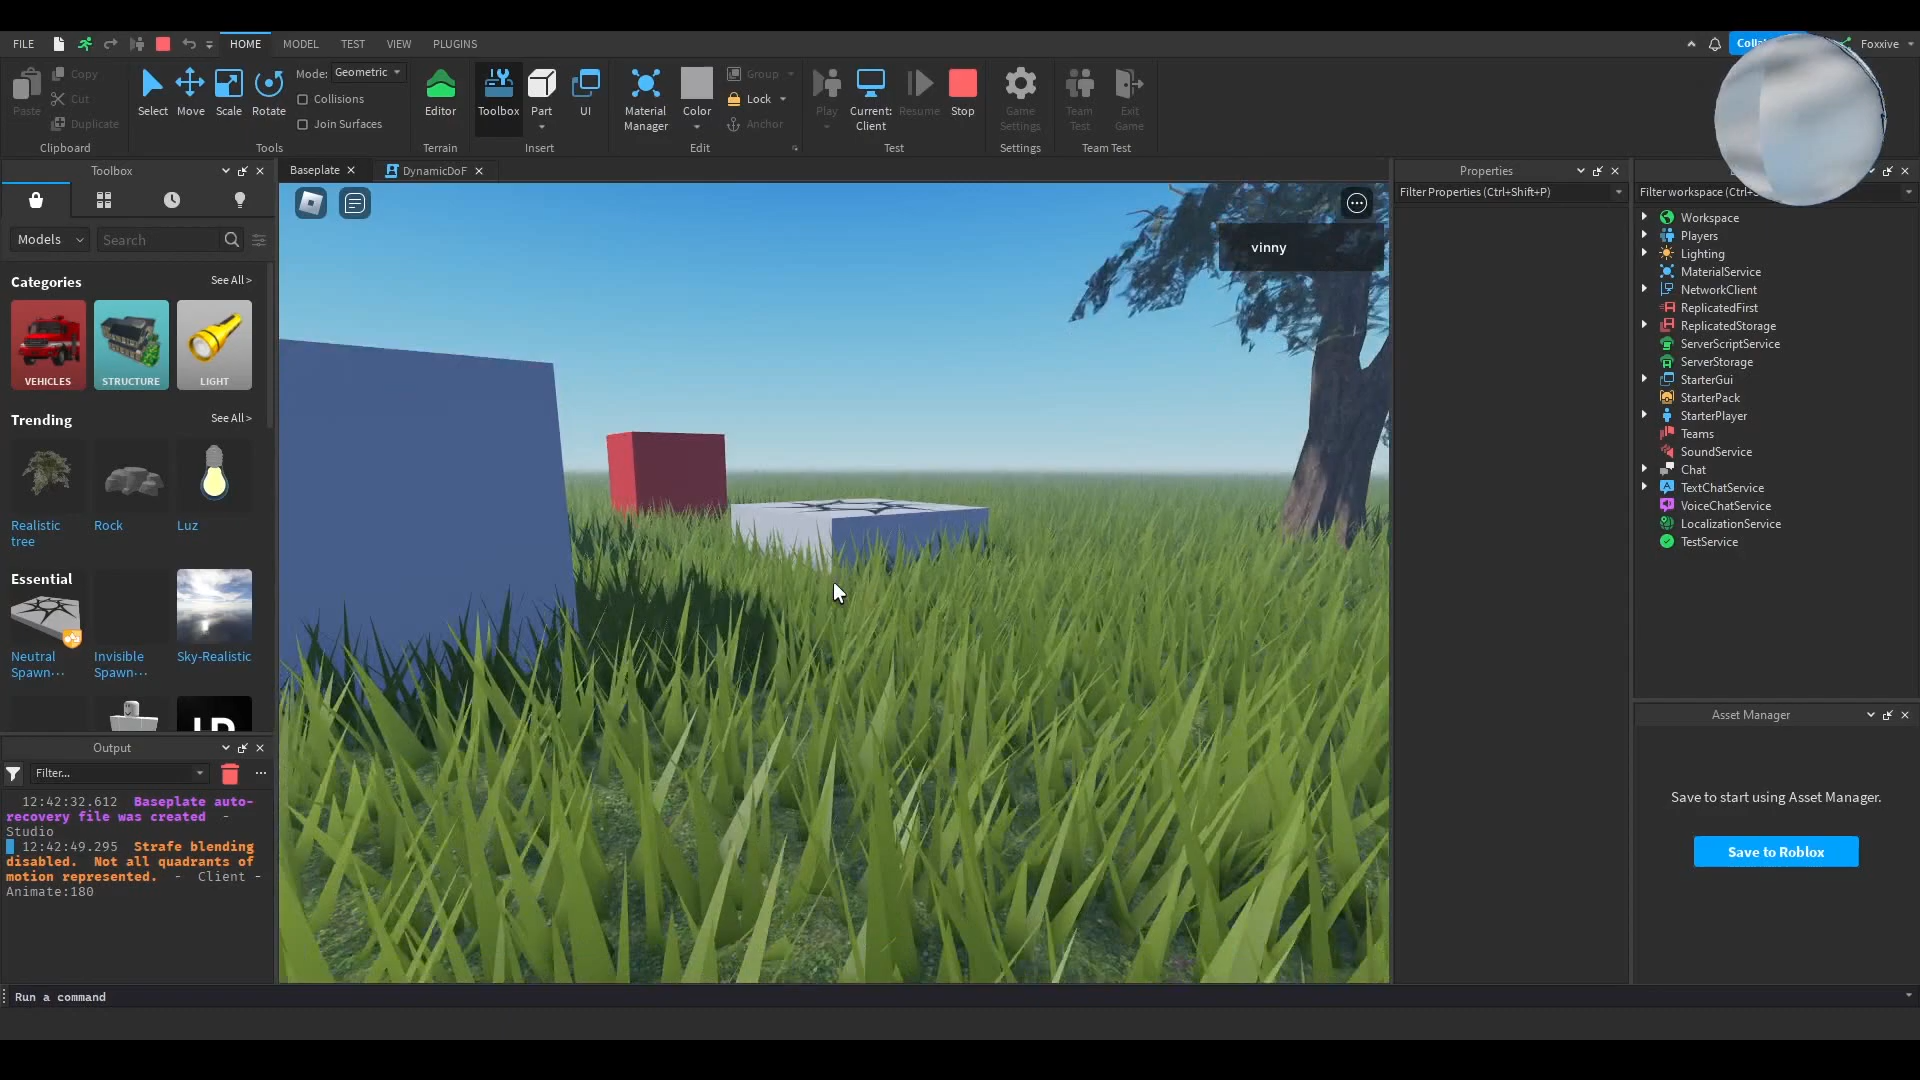 FILE
HOME
MODEL
TEST
VIEW
PLUGINS
Foxxive
Paste
Copy
Cut
Duplicate
Clipboard
Select
Move
Scale
Rotate
Mode: Geometric
Collisions
Join Surfaces
Tools
Editor
Terrain
Toolbox
Part
UI
Insert
Material
Manager
Color
Group
Lock
Anchor
Edit
Play
Current:
Client
Resume
Stop
Test
Game
Settings
Settings
Team
Test
Exit
Game
Team Test
Toolbox
Models
Search
Categories
See All >
VEHICLES
STRUCTURE
LIGHT
Trending
See All >
Realistic
tree
Rock
Luz
Essential
Neutral
Spawn···
Invisible
Spawn···
Sky-Realistic
Output
Filter...
12:42:32.612 Baseplate auto-
recovery file was created -
Studio
12:42:49.295 Strafe blending
disabled. Not all quadrants of
motion represented. - Client -
Animate:180
Run a command
Baseplate
DynamicDoF
vinny
Properties
Filter Properties (Ctrl+Shift+P)
Filter workspace
Workspace
Players
Lighting
MaterialService
NetworkClient
ReplicatedFirst
ReplicatedStorage
ServerScriptService
ServerStorage
StarterGui
StarterPack
StarterPlayer
Teams
SoundService
Chat
TextChatService
VoiceChatService
LocalizationService
TestService
Asset Manager
Save to start using Asset Manager.
Save to Roblox